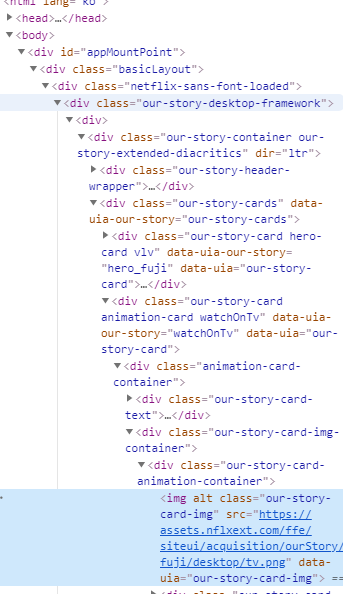 <html lang="ko">
<head>…</head>
<body>
<div id="appMountPoint">
<div class="basicLayout">
<div class="netflix-sans-font-loaded">
<div class="our-story-desktop-framework">
<div>
<div class="our-story-container our-
story-extended-diacritics" dir="ltr">
<div class="our-story-header-
wrapper">…</div>
<div class="our-story-cards" data-
uia-our-story="our-story-cards">
<div class="our-story-card hero-
card vlv" data-uia-our-story=
"hero_fuji" data-uia="our-story-
card">…</div>
<div class="our-story-card
animation-card watchOnTv" data-uia-
our-story="watchOnTv" data-uia="our-
story-card">
<div class="animation-card-
container">
<div class="our-story-card-
text">…</div>
<div class="our-story-card-img-
container">
<div class="our-story-card-
animation-container">
<img alt class="our-story-
card-img" src="https://
assets.nflxext.com/ffe/
siteui/acquisition/ourStory/
fuji/desktop/tv.png" data-
uia="our-story-card-img"> ==